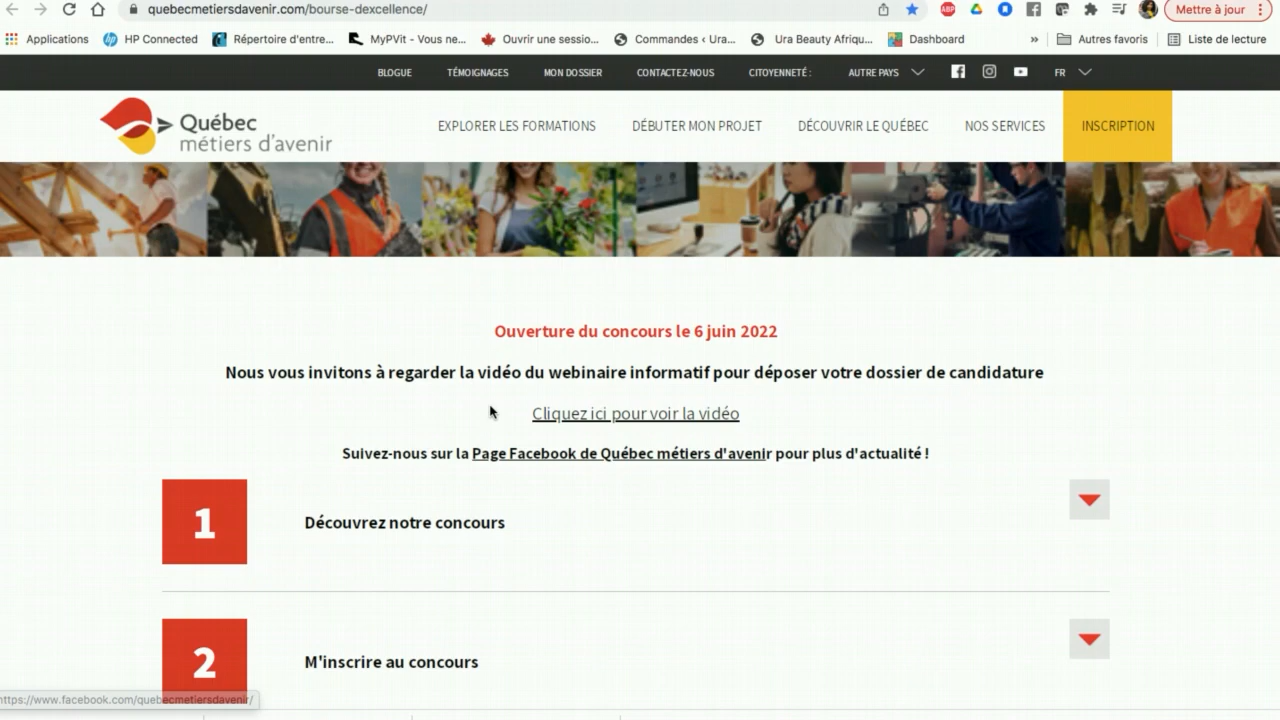 quebecmetiersdavenir.com/bourse-dexcellence/
ABP
Mettre à jour
Applications
HP Connected
Répertoire d'entre...
MyPVit - Vous ne...
Ouvrir une sessio...
Commandes ‹ Ura...
Ura Beauty Afriqu...
Dashboard
»
Autres favoris
Liste de lecture
BLOGUE
TÉMOIGNAGES
MON DOSSIER
CONTACTEZ-NOUS
CITOYENNETÉ :
AUTRE PAYS
FR
Québec
métiers d'avenir
EXPLORER LES FORMATIONS
DÉBUTER MON PROJET
DÉCOUVRIR LE QUÉBEC
NOS SERVICES
INSCRIPTION
Ouverture du concours le 6 juin 2022
Nous vous invitons à regarder la vidéo du webinaire informatif pour déposer votre dossier de candidature
Cliquez ici pour voir la vidéo
Suivez-nous sur la Page Facebook de Québec métiers d'avenir pour plus d'actualité !
1
Découvrez notre concours
2
M'inscrire au concours
https://www.facebook.com/quebecmetiersdavenir/